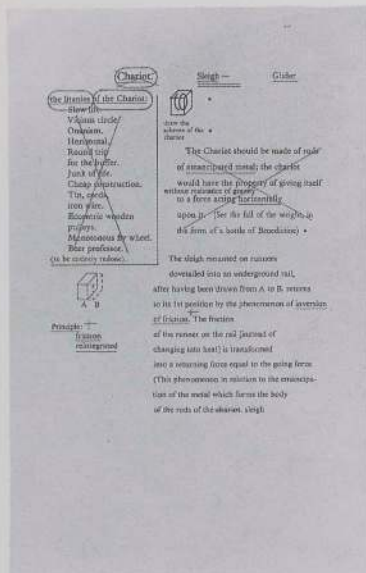 Chariot. Sleigh — Glider
the litanies of the Chariot:
Slow life.
Vicious circle.
Onanism.
Horizontal.
Round trip
for the buffer.
Junk of life.
Cheap construction.
Tin, cords,
iron wire.
Eccentric wooden
pulleys.
Monotonous fly wheel.
Beer professor.
(to be entirely redone).
draw the
scheme of the
chariot
The Chariot should be made of rods
of emancipated metal; the chariot
would have the property of giving itself
without resistance of gravity
to a force acting horizontally
upon it. (See the fall of the weight, in
the form of a bottle of Benedictine)
A B
Principle:
friction
reintegrated
The sleigh mounted on runners
dovetailed into an underground rail,
after having been drawn from A to B, returns
to its 1st position by the phenomenon of inversion
of friction. The friction
of the runner on the rail [instead of
changing into heat] is transformed
into a returning force equal to the going force
(This phenomenon in relation to the emancipa-
tion of the metal which forms the body
of the rods of the chariot. sleigh